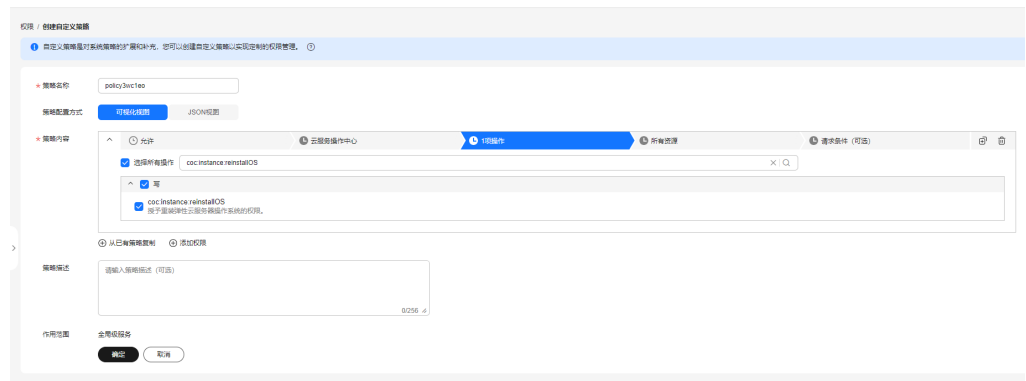 权限 / 创建自定义策略
自定义策略是对系统策略的扩展和补充，您可以创建自定义策略以实现定制的权限管理。
* 策略名称 policy3wc1eo
策略配置方式 可视化视图 JSON视图
* 策略内容 允许 云服务操作中心 1项操作 所有资源 请求条件（可选）
选择所有操作 coc:instance:reinstallOS
写
coc:instance:reinstallOS
授予重装弹性云服务器操作系统的权限。
从已有策略复制 添加权限
策略描述 请输入策略描述（可选）
0/256
作用范围 全局级服务
确定 取消